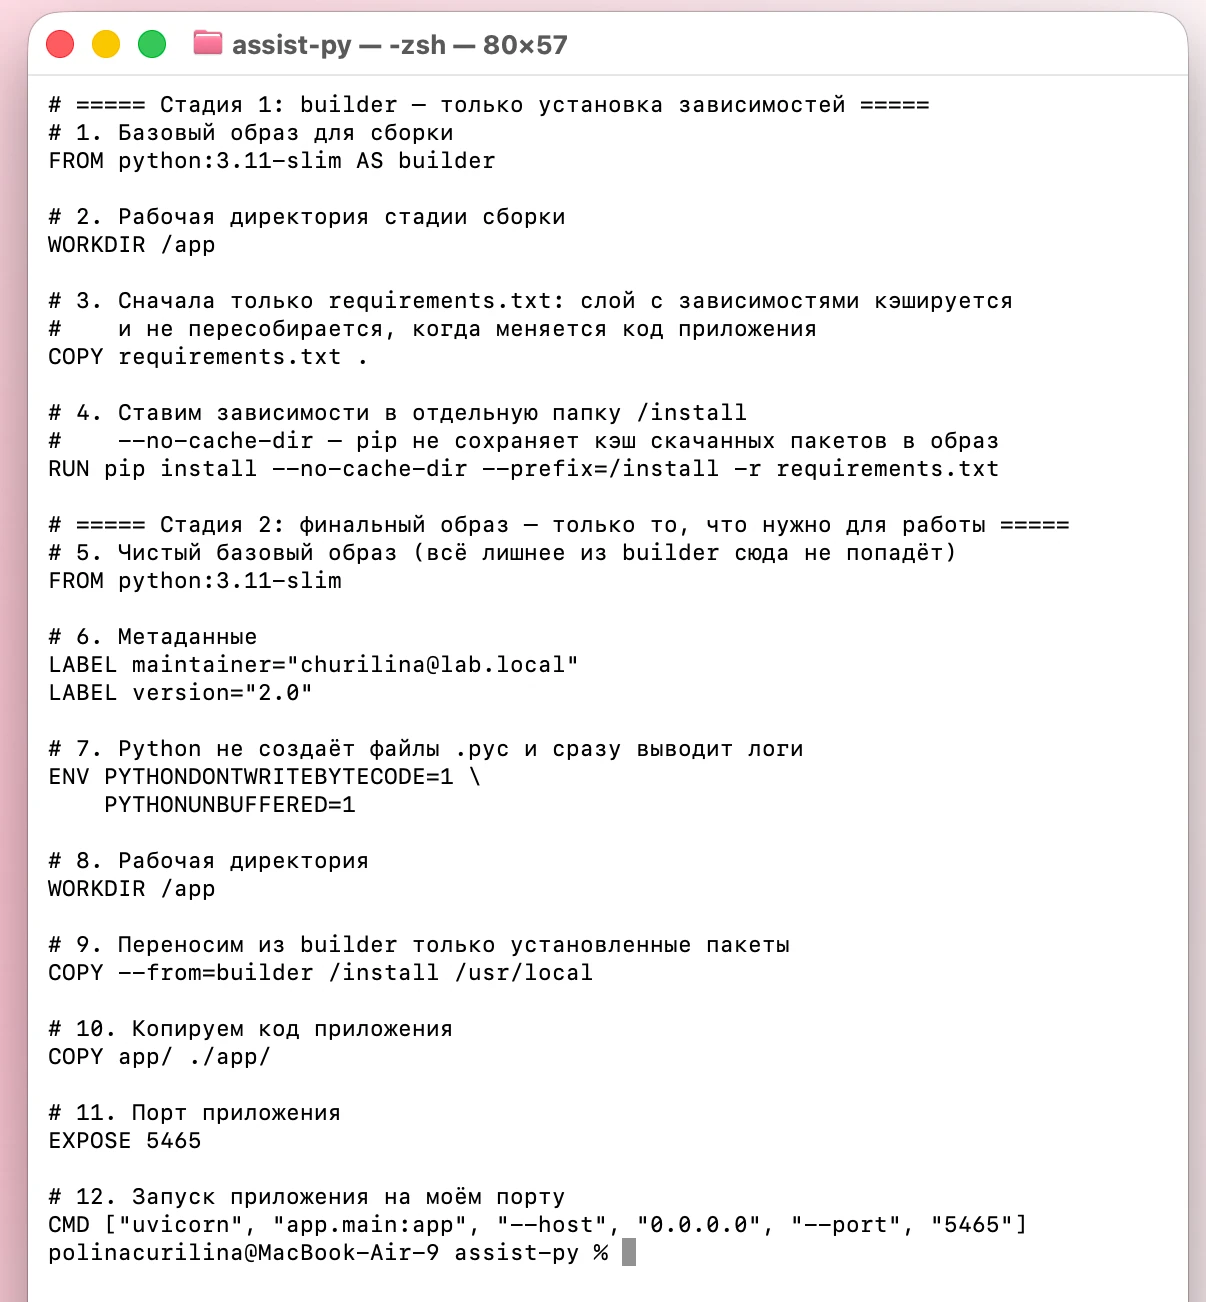 assist-py — -zsh — 80×57
# ===== Стадия 1: builder — только установка зависимостей =====
# 1. Базовый образ для сборки
FROM python:3.11-slim AS builder
# 2. Рабочая директория стадии сборки
WORKDIR /app
# 3. Сначала только requirements.txt: слой с зависимостями кэшируется
#    и не пересобирается, когда меняется код приложения
COPY requirements.txt .
# 4. Ставим зависимости в отдельную папку /install
#    --no-cache-dir — pip не сохраняет кэш скачанных пакетов в образ
RUN pip install --no-cache-dir --prefix=/install -r requirements.txt
# ===== Стадия 2: финальный образ — только то, что нужно для работы =====
# 5. Чистый базовый образ (всё лишнее из builder сюда не попадёт)
FROM python:3.11-slim
# 6. Метаданные
LABEL maintainer="churilina@lab.local"
LABEL version="2.0"
# 7. Python не создаёт файлы .pyc и сразу выводит логи
ENV PYTHONDONTWRITEBYTECODE=1 \
    PYTHONUNBUFFERED=1
# 8. Рабочая директория
WORKDIR /app
# 9. Переносим из builder только установленные пакеты
COPY --from=builder /install /usr/local
# 10. Копируем код приложения
COPY app/ ./app/
# 11. Порт приложения
EXPOSE 5465
# 12. Запуск приложения на моём порту
CMD ["uvicorn", "app.main:app", "--host", "0.0.0.0", "--port", "5465"]
polinacurilina@MacBook-Air-9 assist-py %